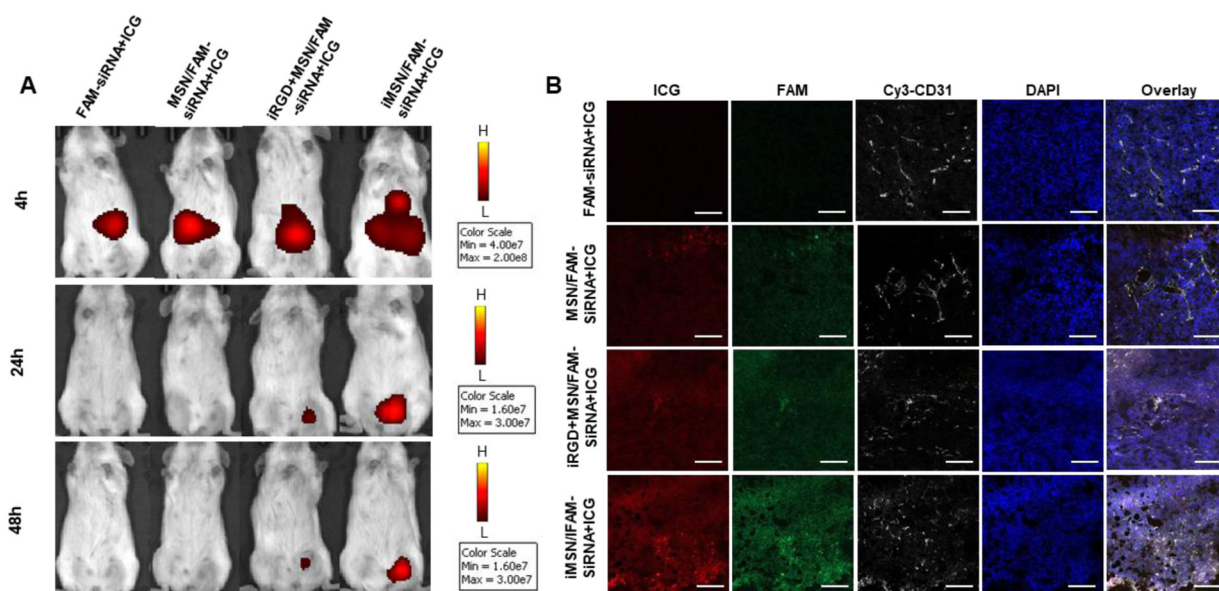 A
FAM-siRNA+ICG
MSN/FAM-
siRNA+ICG
iRGD+MSN/FAM
-siRNA+ICG
iMSN/FAM-
siRNA+ICG
4h
H
L
Color Scale
Min = 4.00e7
Max = 2.00e8
24h
H
L
Color Scale
Min = 1.60e7
Max = 3.00e7
48h
H
L
Color Scale
Min = 1.60e7
Max = 3.00e7
B
ICG
FAM
Cy3-CD31
DAPI
Overlay
FAM-siRNA+ICG
MSN/FAM-
SiRNA+ICG
iRGD+MSN/FAM-
SiRNA+ICG
iMSN/FAM-
SiRNA+ICG